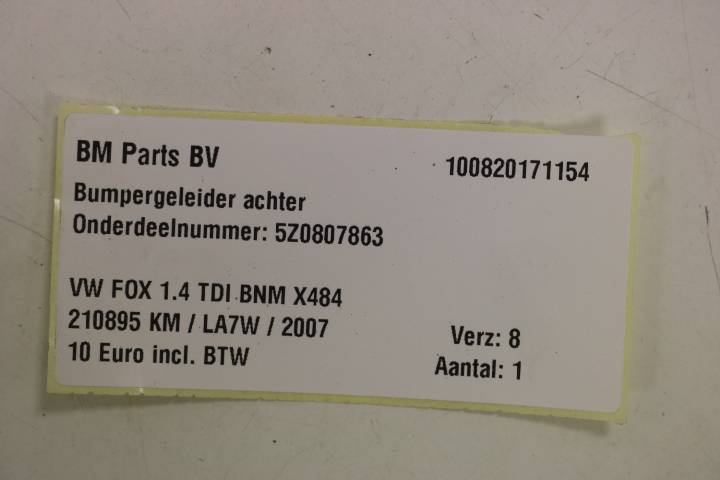 BM Parts BV 100820171154
Bumpergeleider achter
Onderdeelnummer: 5Z0807863
VW FOX 1.4 TDI BNM X484
210895 KM / LA7W / 2007 Verz: 8
10 Euro incl. BTW Aantal: 1